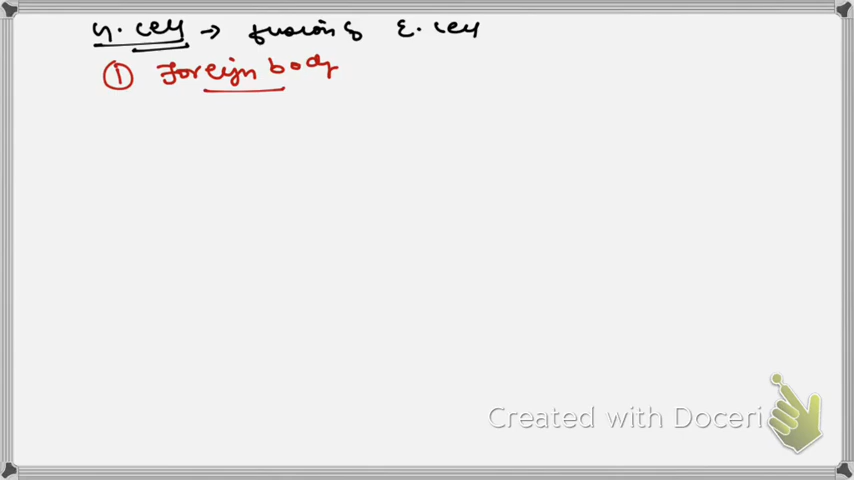 G. cell → fusion of E. cell
① Foreign body
Created with Doceri